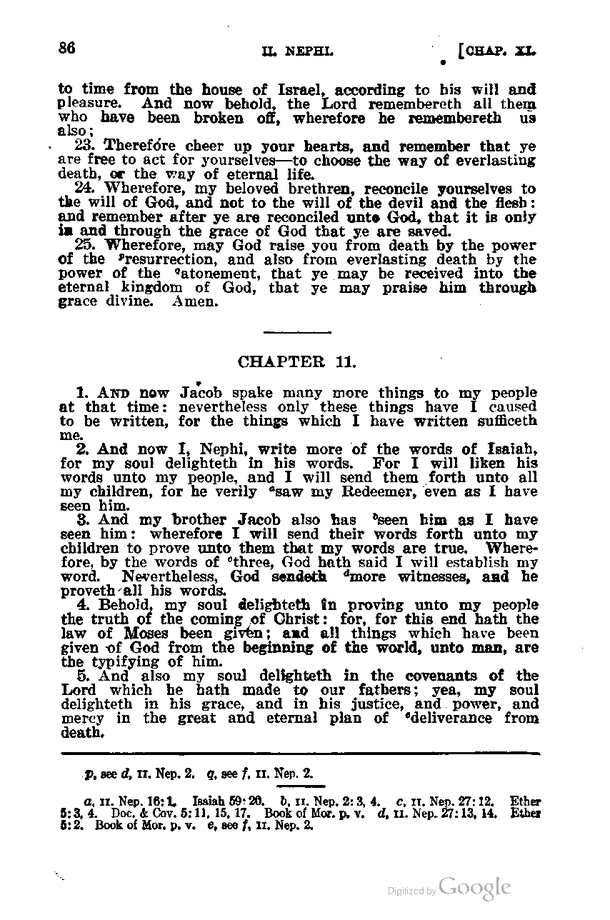 86 II. NEPHI. [CHAP. XI.
to time from the house of Israel, according to his will and
pleasure. And now behold, the Lord remembereth all them
who have been broken off, wherefore he remembereth us
also;
23. Therefore cheer up your hearts, and remember that ye
are free to act for yourselves—to choose the way of everlasting
death, or the way of eternal life.
24. Wherefore, my beloved brethren, reconcile yourselves to
the will of God, and not to the will of the devil and the flesh:
and remember after ye are reconciled unto God, that it is only
in and through the grace of God that ye are saved.
25. Wherefore, may God raise you from death by the power
of the ᵖresurrection, and also from everlasting death by the
power of the qatonement, that ye may be received into the
eternal kingdom of God, that ye may praise him through
grace divine. Amen.
CHAPTER 11.
1. AND now Jacob spake many more things to my people
at that time: nevertheless only these things have I caused
to be written, for the things which I have written sufficeth
me.
2. And now I, Nephi, write more of the words of Isaiah,
for my soul delighteth in his words. For I will liken his
words unto my people, and I will send them forth unto all
my children, for he verily ᵃsaw my Redeemer, even as I have
seen him.
3. And my brother Jacob also has ᵇseen him as I have
seen him: wherefore I will send their words forth unto my
children to prove unto them that my words are true. Where-
fore, by the words of ᶜthree, God hath said I will establish my
word. Nevertheless, God sendeth ᵈmore witnesses, and he
proveth all his words.
4. Behold, my soul delighteth in proving unto my people
the truth of the coming of Christ: for, for this end hath the
law of Moses been given; and all things which have been
given of God from the beginning of the world, unto man, are
the typifying of him.
5. And also my soul delighteth in the covenants of the
Lord which he hath made to our fathers; yea, my soul
delighteth in his grace, and in his justice, and power, and
mercy in the great and eternal plan of ᵉdeliverance from
death.
p, see d, II. Nep. 2. q, see f, II. Nep. 2.
a, II. Nep. 16:1. Isaiah 59:20. b, II. Nep. 2:3, 4. c, II. Nep. 27:12. Ether
5:3, 4. Doc. & Cov. 5:11, 15, 17. Book of Mor. p. v. d, II. Nep. 27:13, 14. Ether
5:2. Book of Mor. p. v. e, see f, II. Nep. 2.
Digitized by Google